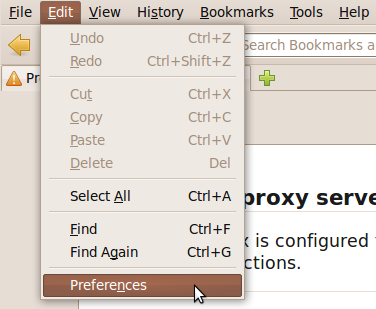 File Edit View History Bookmarks Tools Help
Search Bookmarks a
Pr
Undo Ctrl+Z
Redo Ctrl+Shift+Z
Cut Ctrl+X
Copy Ctrl+C
Paste Ctrl+V
Delete Del
Select All Ctrl+A
proxy serve
Find Ctrl+F
x is configured
Find Again Ctrl+G
ctions.
Preferences